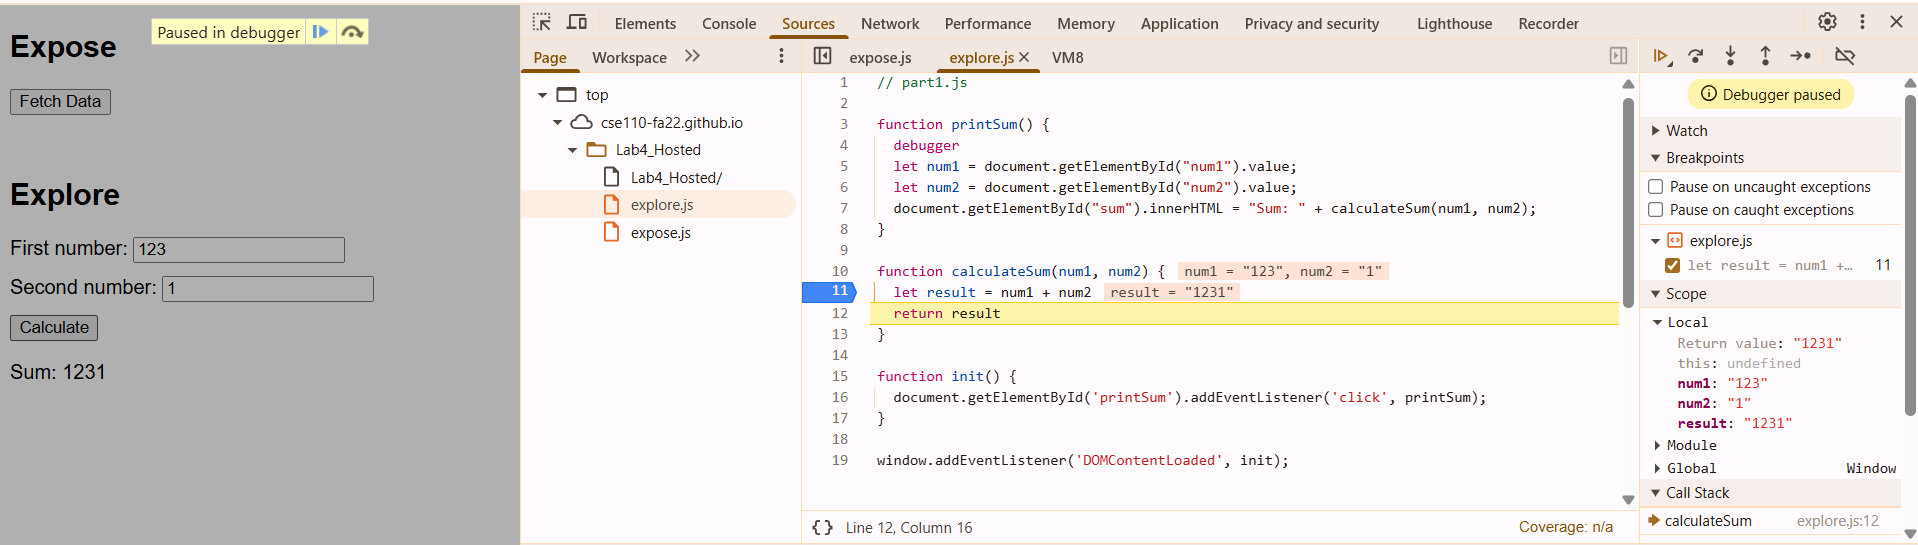 Expose
Paused in debugger
Fetch Data
Explore
First number: 123
Second number: 1
Calculate
Sum: 1231
Elements Console Sources Network Performance Memory Application Privacy and security Lighthouse Recorder
Page Workspace
expose.js explore.js VM8
top
cse110-fa22.github.io
Lab4_Hosted
Lab4_Hosted/
explore.js
expose.js
1 // part1.js
2
3 function printSum() {
4 debugger
5 let num1 = document.getElementById("num1").value;
6 let num2 = document.getElementById("num2").value;
7 document.getElementById("sum").innerHTML = "Sum: " + calculateSum(num1, num2);
8 }
9
10 function calculateSum(num1, num2) { num1 = "123", num2 = "1"
11 let result = num1 + num2 result = "1231"
12 return result
13 }
14
15 function init() {
16 document.getElementById('printSum').addEventListener('click', printSum);
17 }
18
19 window.addEventListener('DOMContentLoaded', init);
{ } Line 12, Column 16 Coverage: n/a
Debugger paused
Watch
Breakpoints
Pause on uncaught exceptions
Pause on caught exceptions
explore.js
let result = num1 +… 11
Scope
Local
Return value: "1231"
this: undefined
num1: "123"
num2: "1"
result: "1231"
Module
Global Window
Call Stack
calculateSum explore.js:12